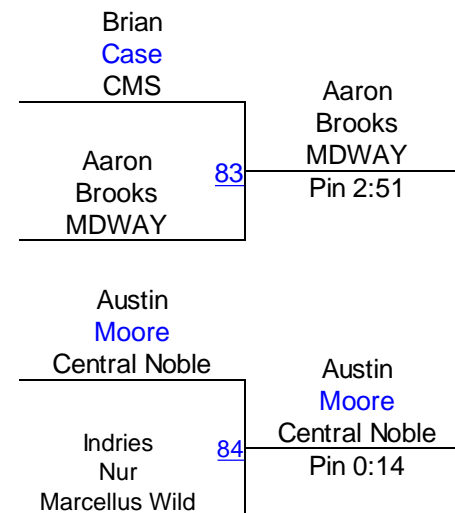 Brian
Case
CMS
Aaron
Brooks
MDWAY
83
Aaron
Brooks
MDWAY
Pin 2:51
Austin
Moore
Central Noble
Indries
Nur
Marcellus Wild
84
Austin
Moore
Central Noble
Pin 0:14